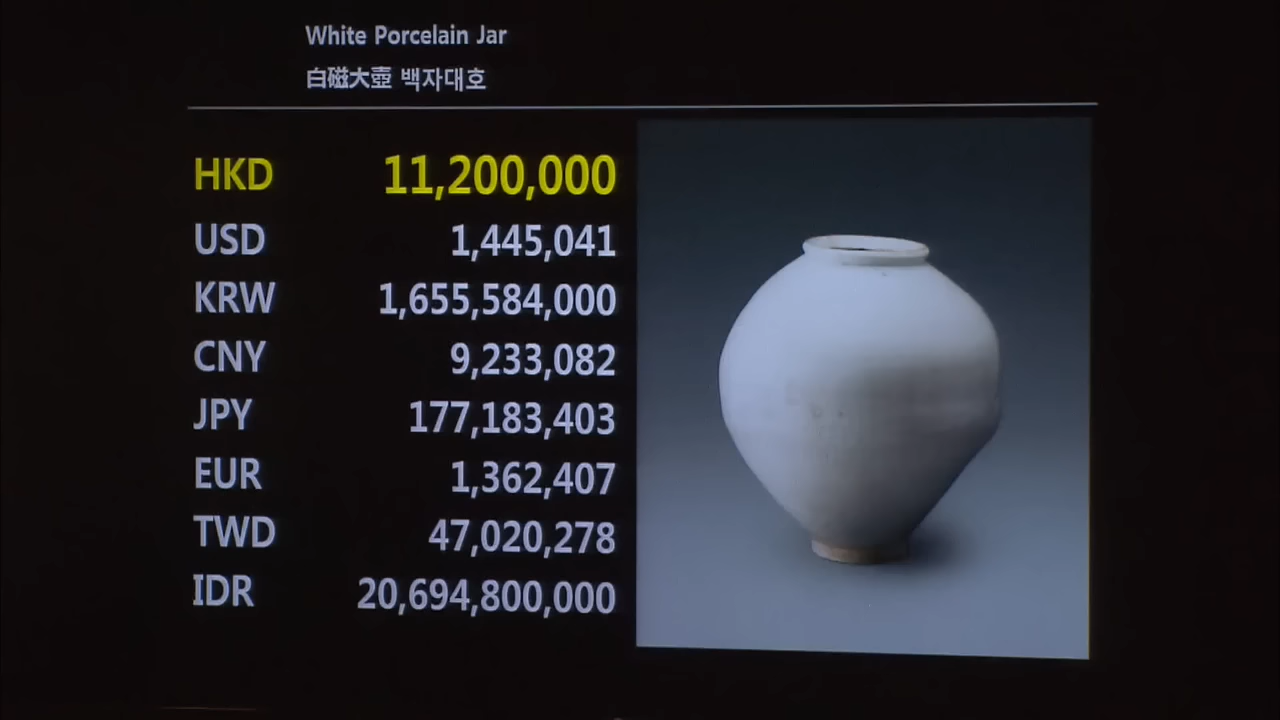 White Porcelain Jar
白磁大壺 백자대호
HKD 11,200,000
USD 1,445,041
KRW 1,655,584,000
CNY 9,233,082
JPY 177,183,403
EUR 1,362,407
TWD 47,020,278
IDR 20,694,800,000